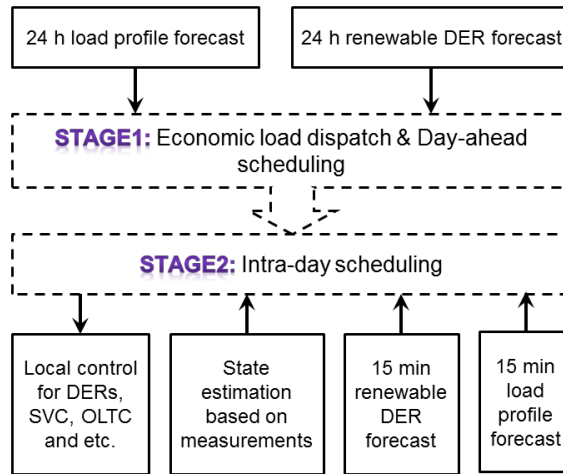 24 h load profile forecast
24 h renewable DER forecast
STAGE1: Economic load dispatch & Day-ahead
scheduling
STAGE2: Intra-day scheduling
Local control
for DERs,
SVC, OLTC
and etc.
State
estimation
based on
measurements
15 min
renewable
DER
forecast
15 min
load
profile
forecast